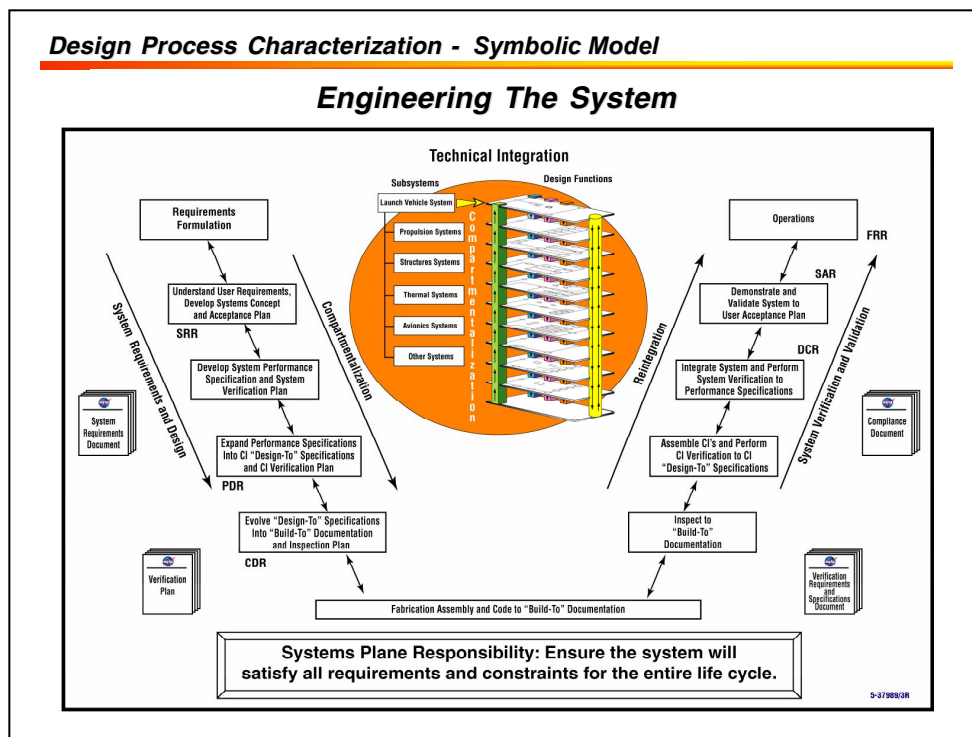 Design Process Characterization - Symbolic Model
Engineering The System
Technical Integration
Subsystems
Design Functions
Launch Vehicle System
Propulsion Systems
Structures Systems
Thermal Systems
Avionics Systems
Other Systems
Compartmentalization
Requirements
Formulation
Understand User Requirements,
Develop Systems Concept
and Acceptance Plan
SRR
Develop System Performance
Specification and System
Verification Plan
Expand Performance Specifications
Into CI "Design-To" Specifications
and CI Verification Plan
PDR
Evolve "Design-To" Specifications
Into "Build-To" Documentation
and Inspection Plan
CDR
System Requirements and Design
Compartmentalization
NASA
System
Requirements
Document
NASA
Verification
Plan
Fabrication Assembly and Code to "Build-To" Documentation
Operations
FRR
SAR
Demonstrate and
Validate System to
User Acceptance Plan
DCR
Integrate System and Perform
System Verification to
Performance Specifications
Assemble CI's and Perform
CI Verification to CI
"Design-To" Specifications
Inspect to
"Build-To"
Documentation
Reintegration
System Verification and Validation
NASA
Compliance
Document
NASA
Verification
Requirements
and
Specifications
Document
Systems Plane Responsibility: Ensure the system will
satisfy all requirements and constraints for the entire life cycle.
5-37989/3R